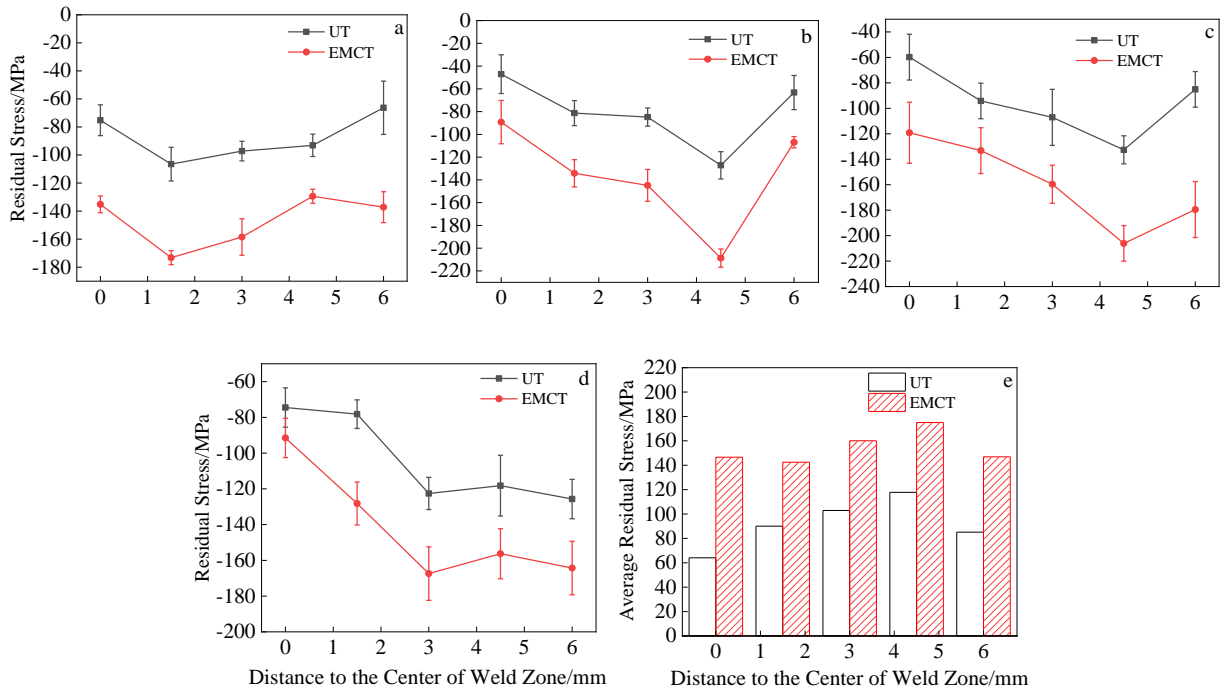 0
-20
-40
-60
-80
-100
-120
-140
-160
-180
Residual Stress/MPa
UT
EMCT
a
0 1 2 3 4 5 6
0
-20
-40
-60
-80
-100
-120
-140
-160
-180
-200
-220
UT
EMCT
b
0 1 2 3 4 5 6
-40
-60
-80
-100
-120
-140
-160
-180
-200
-220
-240
UT
EMCT
c
0 1 2 3 4 5 6
-60
-80
-100
-120
-140
-160
-180
-200
Residual Stress/MPa
UT
EMCT
d
0 1 2 3 4 5 6
Distance to the Center of Weld Zone/mm
220
200
180
160
140
120
100
80
60
40
20
0
Average Residual Stress/MPa
UT
EMCT
e
0 1 2 3 4 5 6
Distance to the Center of Weld Zone/mm